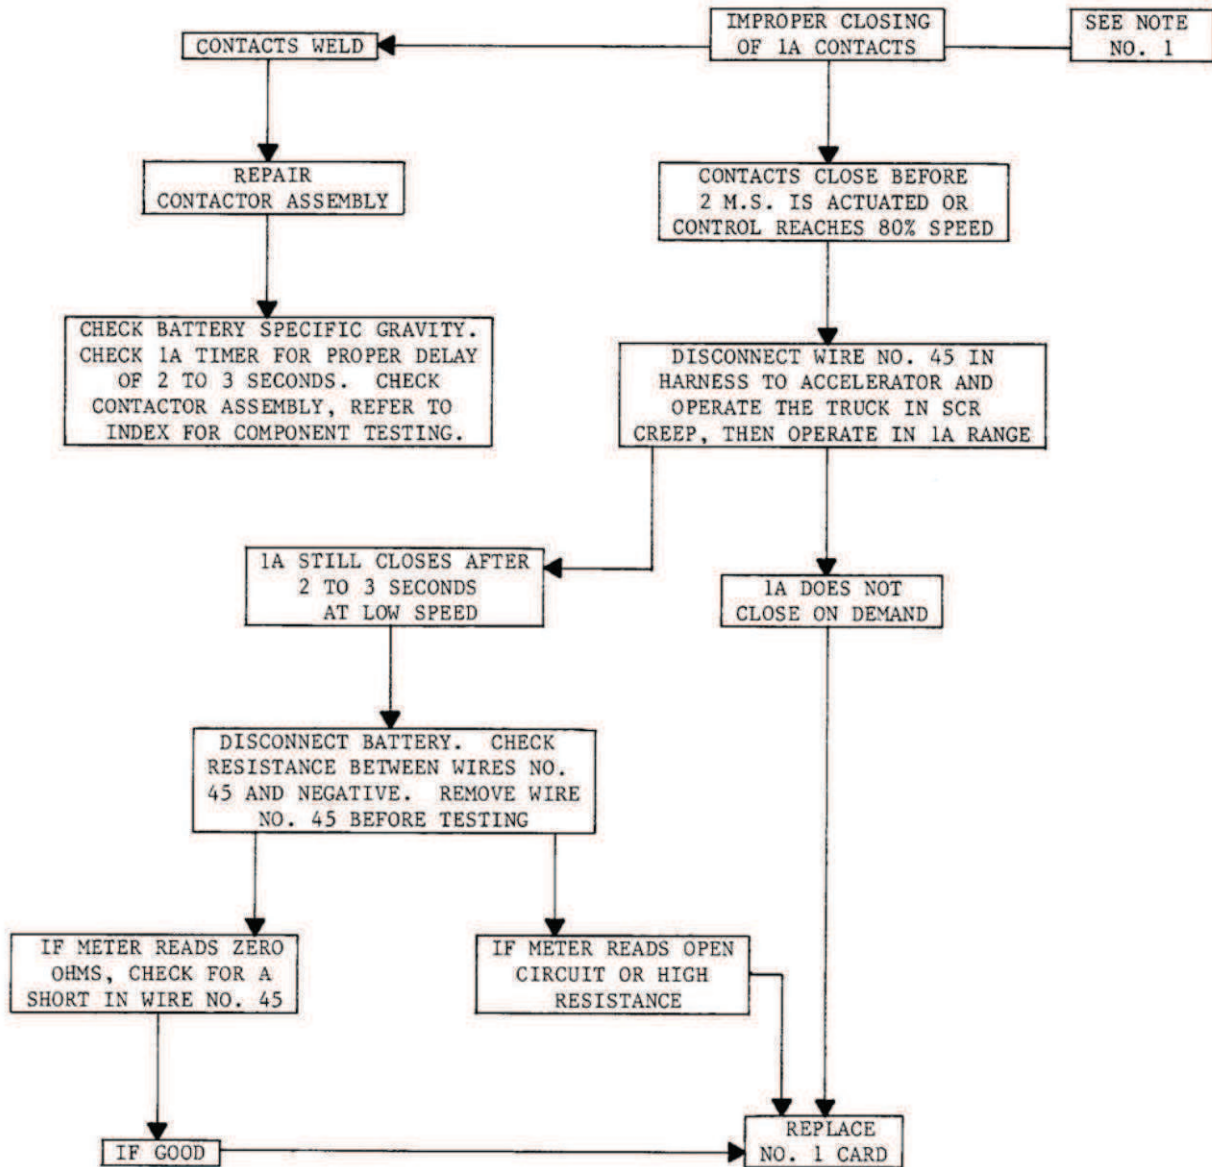 CONTACTS WELD
IMPROPER CLOSING
OF 1A CONTACTS
SEE NOTE
NO. 1
REPAIR
CONTACTOR ASSEMBLY
CONTACTS CLOSE BEFORE
2 M.S. IS ACTUATED OR
CONTROL REACHES 80% SPEED
CHECK BATTERY SPECIFIC GRAVITY.
CHECK 1A TIMER FOR PROPER DELAY
OF 2 TO 3 SECONDS. CHECK
CONTACTOR ASSEMBLY, REFER TO
INDEX FOR COMPONENT TESTING.
DISCONNECT WIRE NO. 45 IN
HARNESS TO ACCELERATOR AND
OPERATE THE TRUCK IN SCR
CREEP, THEN OPERATE IN 1A RANGE
1A STILL CLOSES AFTER
2 TO 3 SECONDS
AT LOW SPEED
1A DOES NOT
CLOSE ON DEMAND
DISCONNECT BATTERY. CHECK
RESISTANCE BETWEEN WIRES NO.
45 AND NEGATIVE. REMOVE WIRE
NO. 45 BEFORE TESTING
IF METER READS ZERO
OHMS, CHECK FOR A
SHORT IN WIRE NO. 45
IF METER READS OPEN
CIRCUIT OR HIGH
RESISTANCE
IF GOOD
REPLACE
NO. 1 CARD